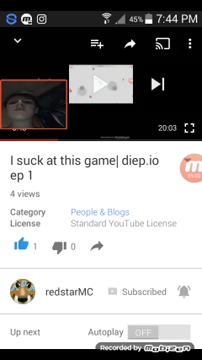 45% 7:44 PM
20:03
I suck at this game| diep.io
ep 1
4 views
Category People & Blogs
License Standard YouTube License
1 0
redstarMC Subscribed
Up next Autoplay OFF
Recorded by Mobizen